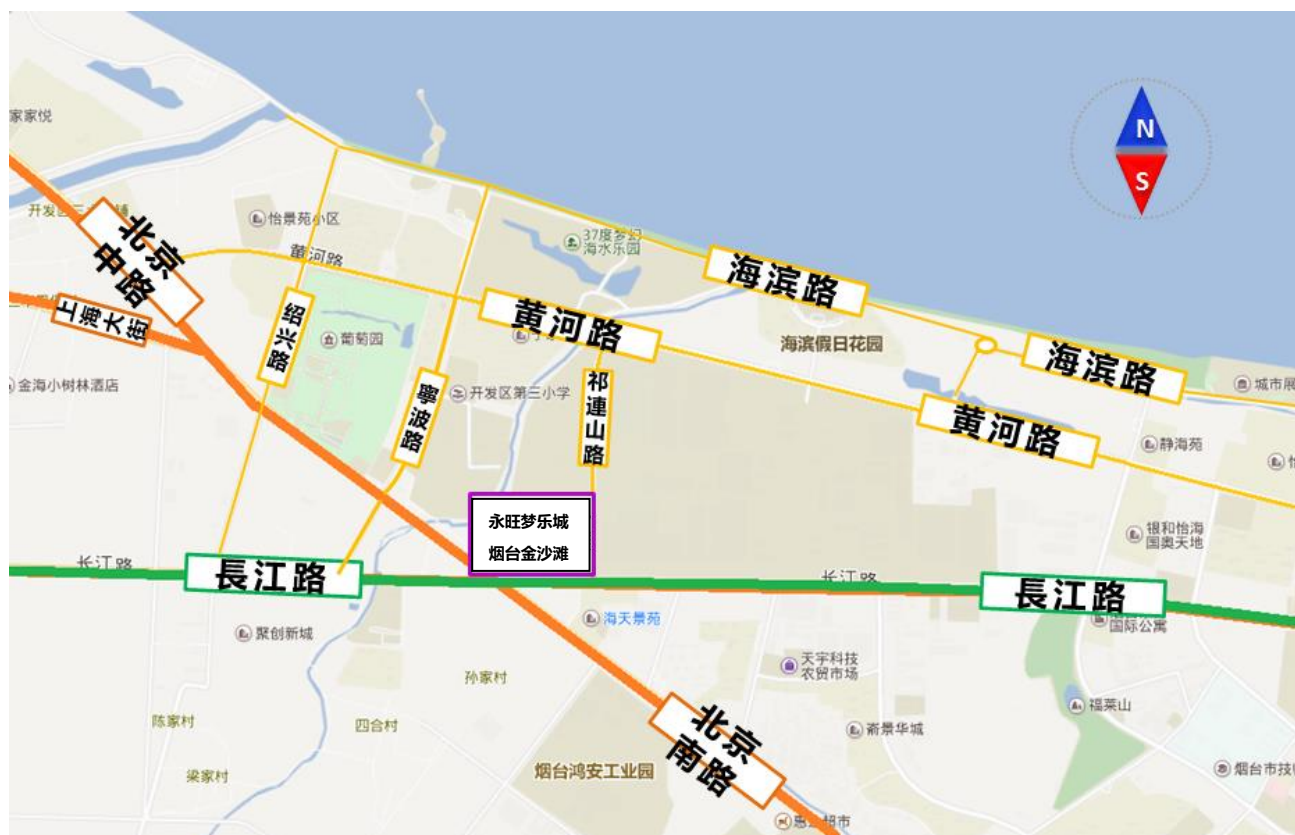 家家悦
N
S
怡景苑小区
开发区三
北京
中路
黄河路
37度梦幻
海水乐园
海滨路
上海大街
绍兴路
葡萄园
黄河路
海滨假日花园
海滨路
金海小树林酒店
寧波路
开发区第三小学
祁連山路
城市展
黄河路
静海苑
永旺梦乐城
烟台金沙滩
银和怡海
国奥天地
长江路
長江路
长江路
長江路
聚创新城
海天景苑
国际公寓
天宇科技
农贸市场
孙家村
陈家村
四合村
北京
南路
嵛景华城
福莱山
梁家村
烟台鸿安工业园
烟台市技
超市